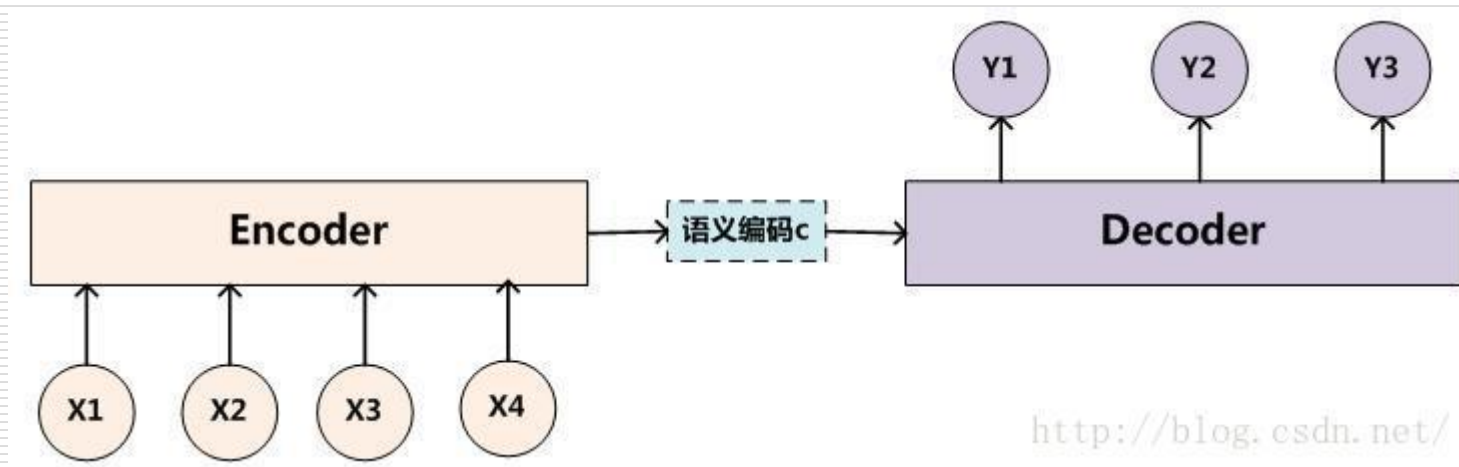 Y1 Y2 Y3
Encoder 语义编码c Decoder
X1 X2 X3 X4
http://blog.csdn.net/